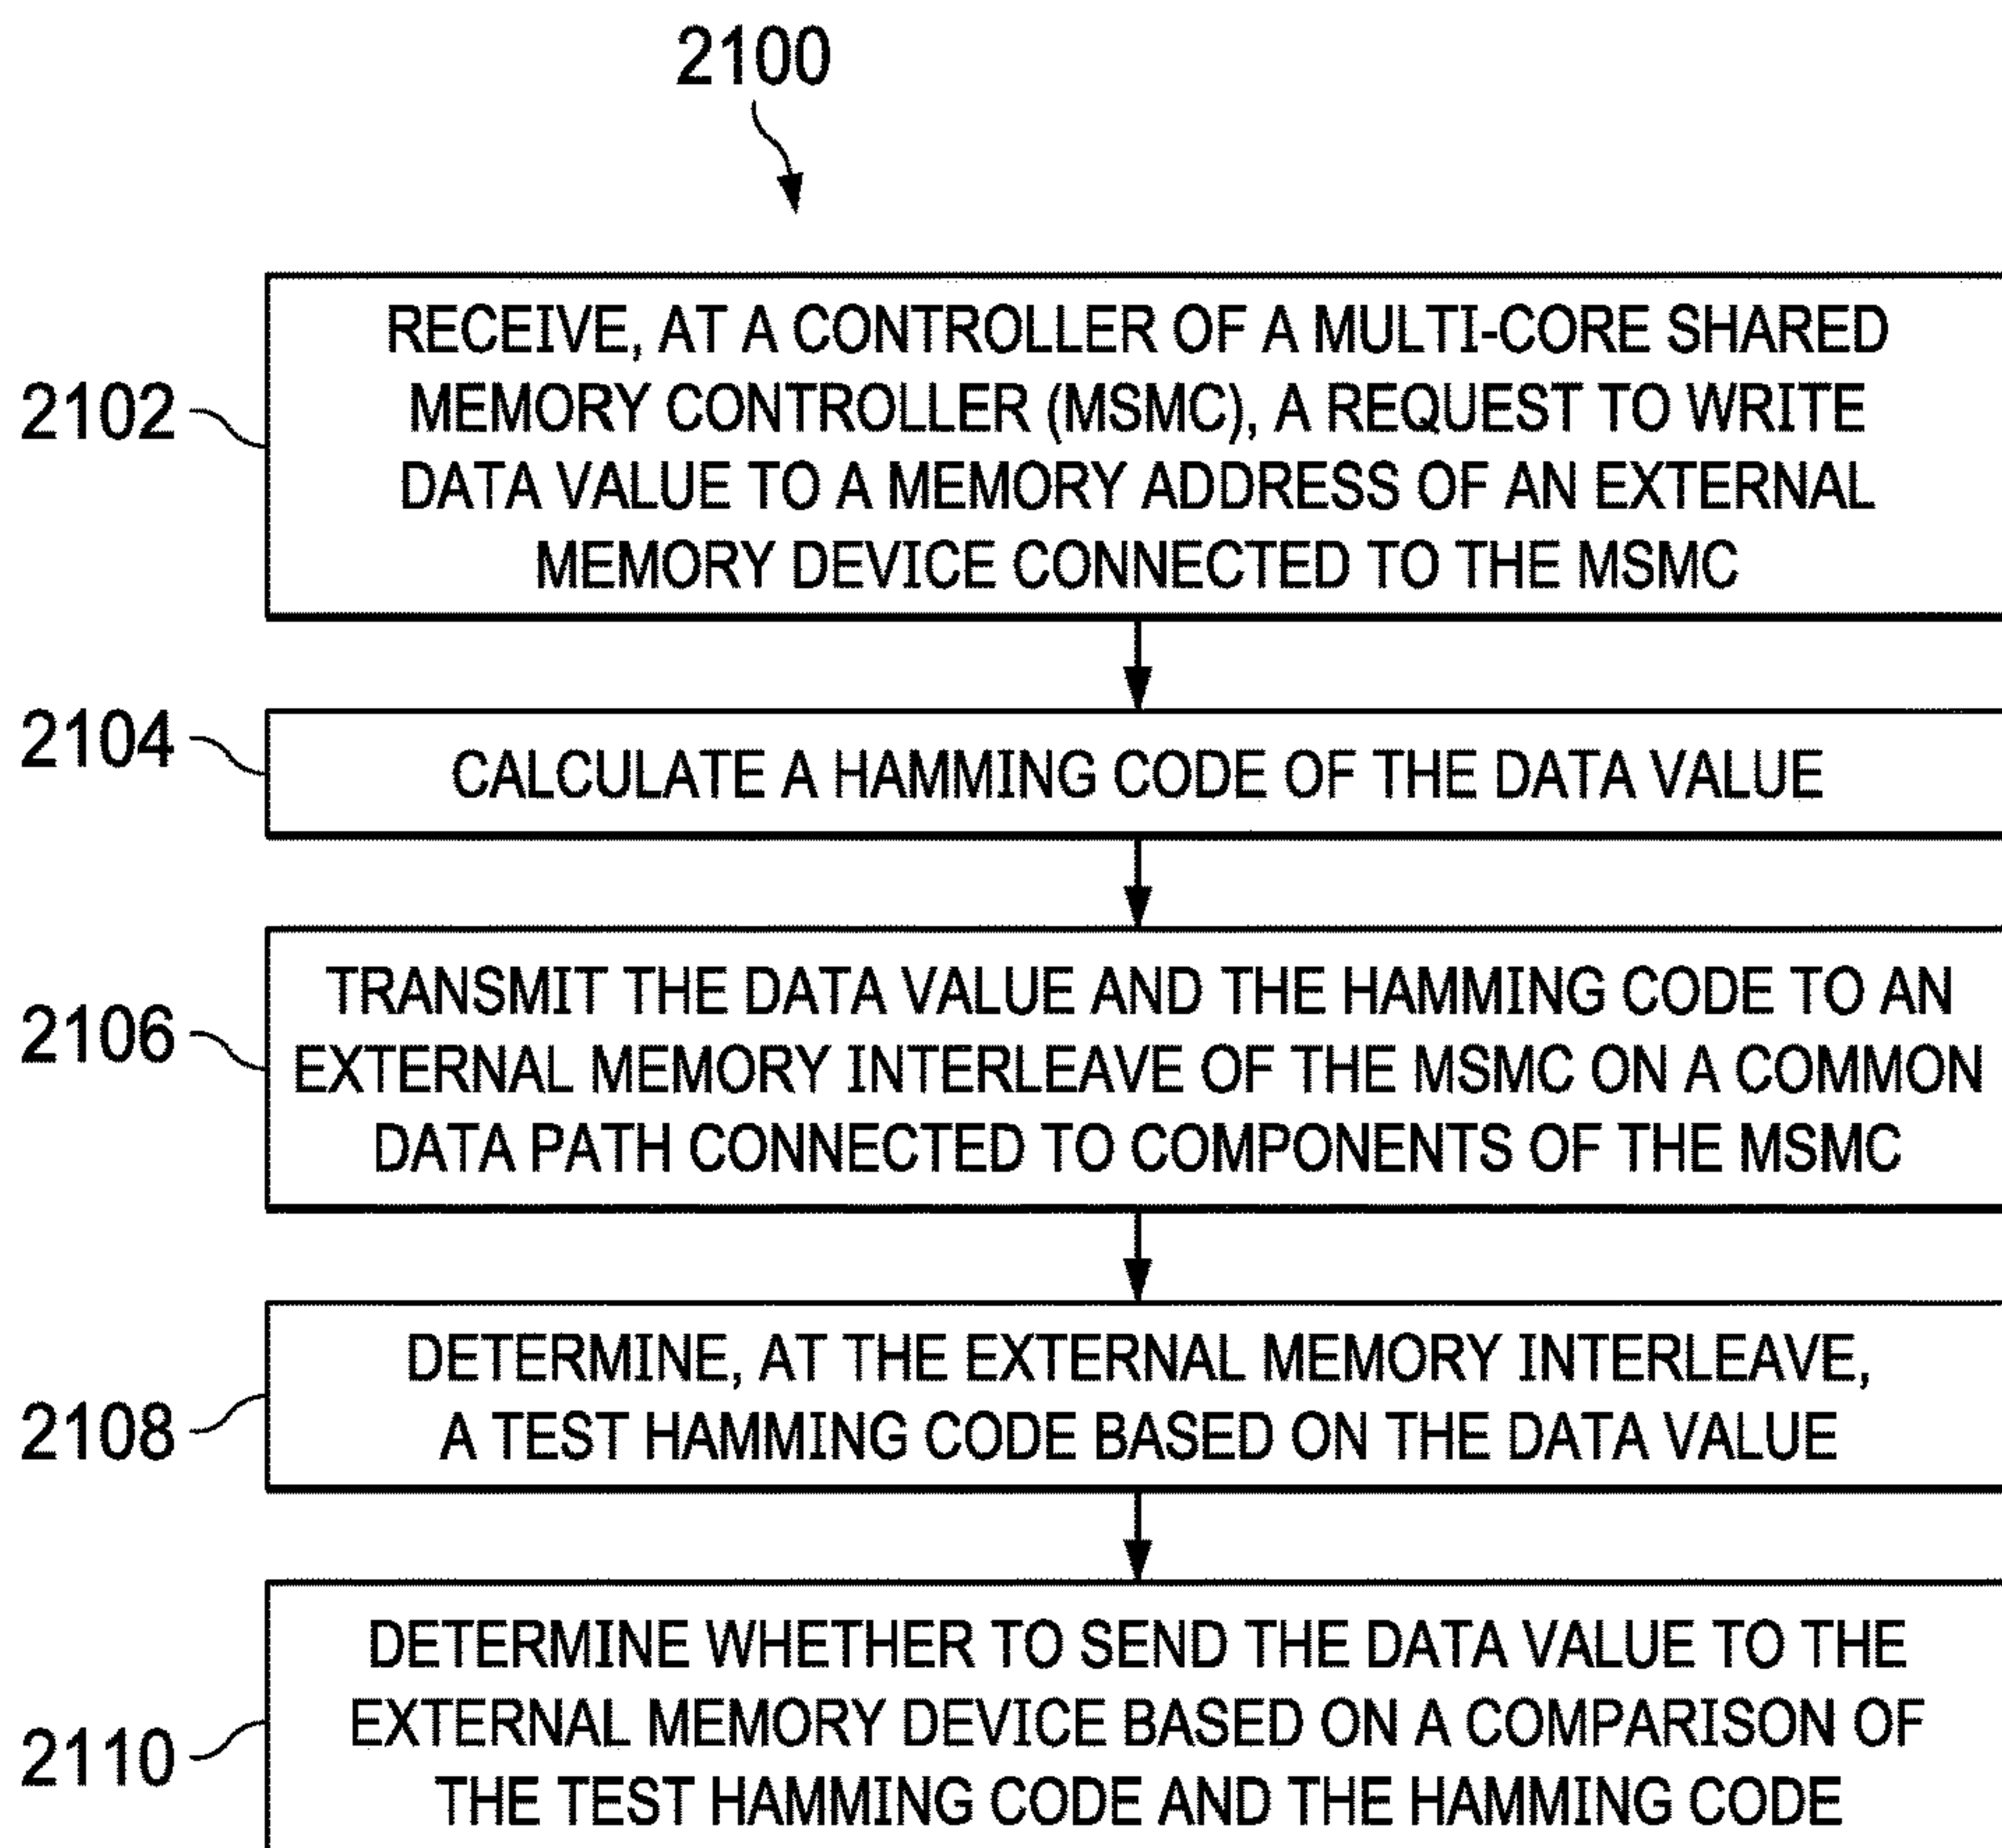 2100
2102
RECEIVE, AT A CONTROLLER OF A MULTI-CORE SHARED
MEMORY CONTROLLER (MSMC), A REQUEST TO WRITE
DATA VALUE TO A MEMORY ADDRESS OF AN EXTERNAL
MEMORY DEVICE CONNECTED TO THE MSMC
2104
CALCULATE A HAMMING CODE OF THE DATA VALUE
2106
TRANSMIT THE DATA VALUE AND THE HAMMING CODE TO AN
EXTERNAL MEMORY INTERLEAVE OF THE MSMC ON A COMMON
DATA PATH CONNECTED TO COMPONENTS OF THE MSMC
2108
DETERMINE, AT THE EXTERNAL MEMORY INTERLEAVE,
A TEST HAMMING CODE BASED ON THE DATA VALUE
2110
DETERMINE WHETHER TO SEND THE DATA VALUE TO THE
EXTERNAL MEMORY DEVICE BASED ON A COMPARISON OF
THE TEST HAMMING CODE AND THE HAMMING CODE